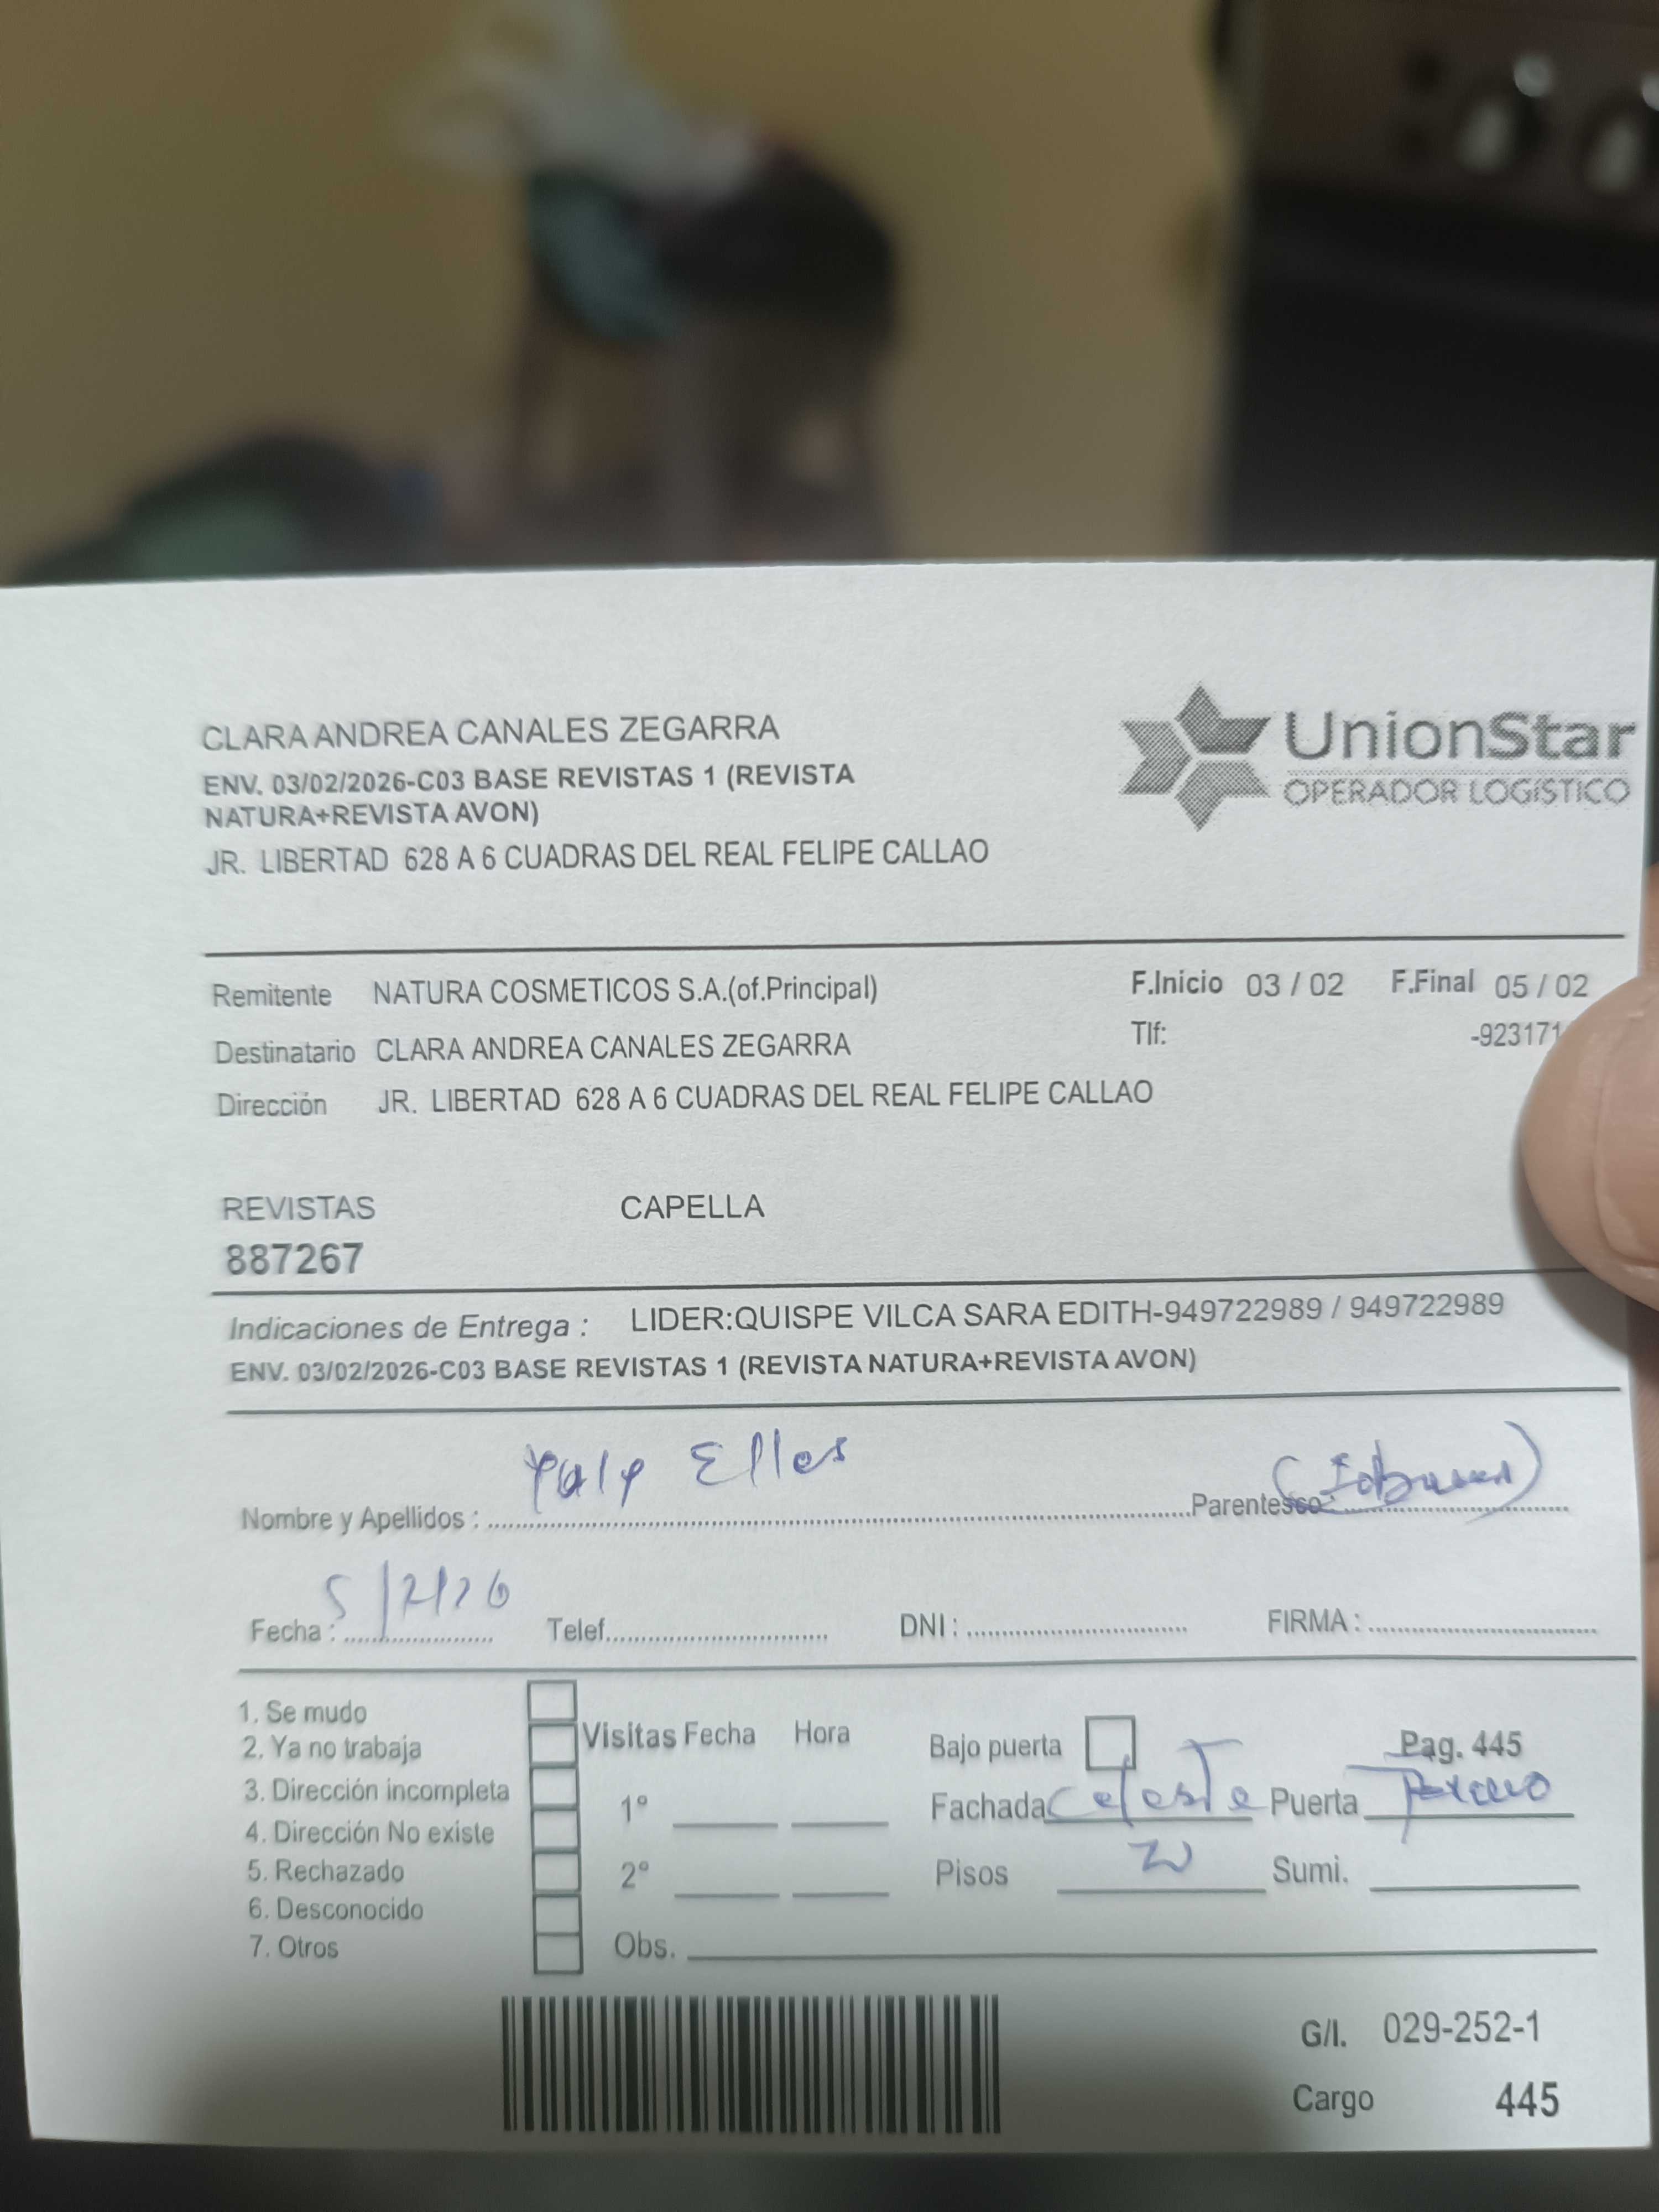 CLARA ANDREA CANALES ZEGARRA
ENV. 03/02/2026-C03 BASE REVISTAS 1 (REVISTA
NATURA+REVISTA AVON)
JR. LIBERTAD 628 A 6 CUADRAS DEL REAL FELIPE CALLAO
UnionStar
OPERADOR LOGÍSTICO
Remitente NATURA COSMETICOS S.A.(of.Principal) F.Inicio 03 / 02 F.Final 05 / 02
Destinatario CLARA ANDREA CANALES ZEGARRA Tlf: -923171
Dirección JR. LIBERTAD 628 A 6 CUADRAS DEL REAL FELIPE CALLAO
REVISTAS CAPELLA
887267
Indicaciones de Entrega : LIDER:QUISPE VILCA SARA EDITH-949722989 / 949722989
ENV. 03/02/2026-C03 BASE REVISTAS 1 (REVISTA NATURA+REVISTA AVON)
Nombre y Apellidos : Parentesco :
Fecha : 5/2/26 Telef. DNI : FIRMA :
1. Se mudo
2. Ya no trabaja
3. Dirección incompleta
4. Dirección No existe
5. Rechazado
6. Desconocido
7. Otros
Visitas Fecha Hora
1º
2º
Obs.
Bajo puerta Pag. 445
Fachada Celeste Puerta
Pisos Sumi.
G/I. 029-252-1
Cargo 445